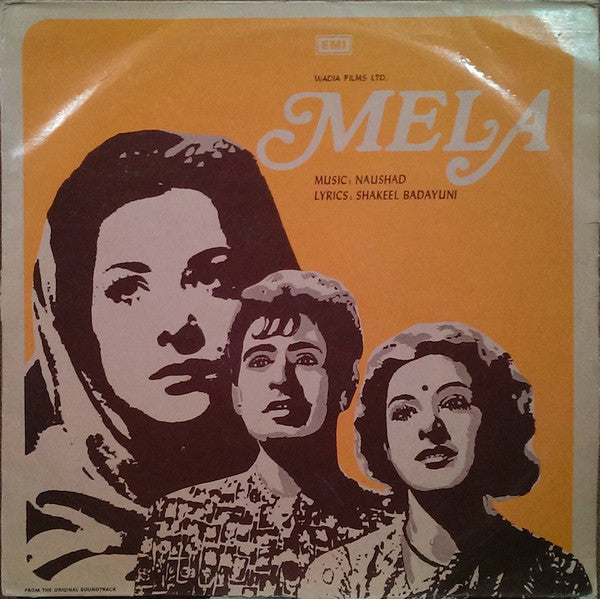 EMI
WADIA FILMS LTD.
MELA
MUSIC: NAUSHAD
LYRICS: SHAKEEL BADAYUNI
FROM THE ORIGINAL SOUNDTRACK